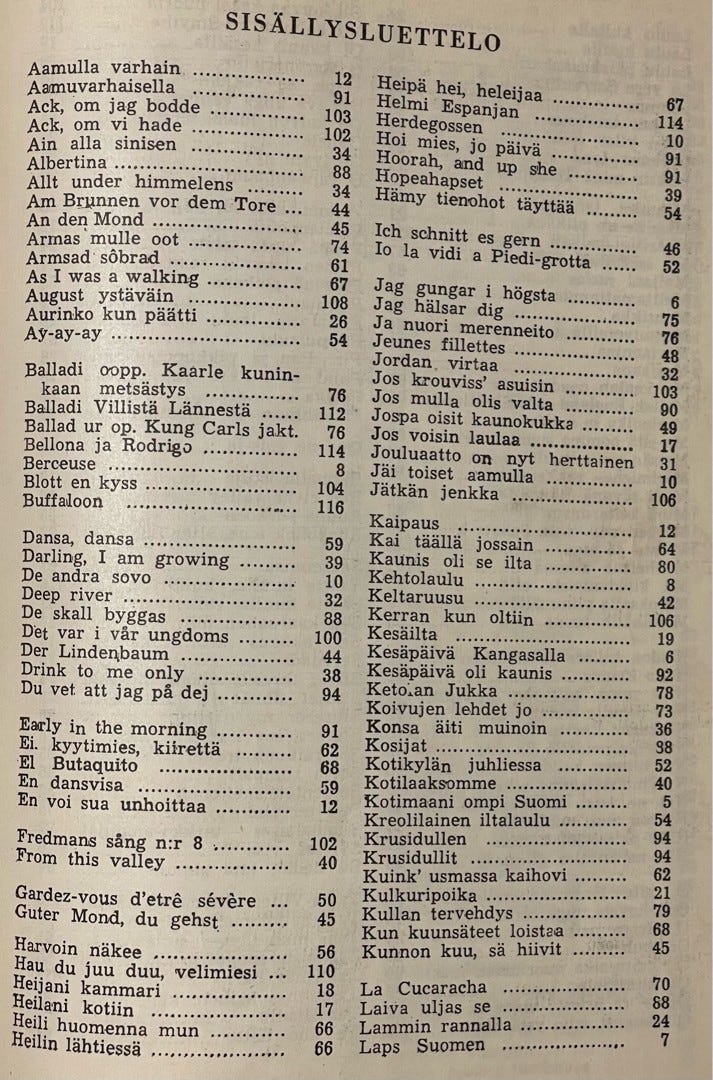 SISÄLLYSLUETTELO
Aamulla varhain ................. 12
Aamuvarhaisella ................. 91
Ack, om jag bodde ............... 103
Ack, om vi hade ................. 102
Ain alla sinisen ................. 34
Albertina ........................ 88
Allt under himmelens ............ 34
Am Brunnen vor dem Tore ... 44
An den Mond ..................... 45
Armas mulle oot ................. 74
Armsad sôbrad ................... 61
As I was a walking .............. 67
August ystäväin ................. 108
Aurinko kun päätti .............. 26
Ay-ay-ay ......................... 54
Balladi oopp. Kaarle kunin-
kaan metsästys .............. 76
Balladi Villistä Lännestä ...... 112
Ballad ur op. Kung Carls jakt. 76
Bellona ja Rodrigo .............. 114
Berceuse ......................... 8
Blott en kyss .................... 104
Buffaloon ........................ 116
Dansa, dansa ..................... 59
Darling, I am growing ......... 39
De andra sovo ................... 10
Deep river ....................... 32
De skall byggas ................. 88
Det var i vår ungdoms ......... 100
Der Lindenbaum .................. 44
Drink to me only ................ 38
Du vet att jag på dej ........... 94
Early in the morning ........... 91
Ei. kyytimies, kiirettä ......... 62
El Butaquito .................... 68
En dansvisa ...................... 59
En voi sua unhoittaa ........... 12
Fredmans sång n:r 8 ............ 102
From this valley ................ 40
Gardez-vous d'etrê sévère ... 50
Guter Mond, du gehst ......... 45
Harvoin näkee ................... 56
Hau du juu duu, velimiesi ... 110
Heijani kammari ................. 18
Heilani kotiin ................... 17
Heili huomenna mun ............ 66
Heilin lähtiessä ................. 66
Heipä hei, heleijaa ............. 67
Helmi Espanjan .................. 114
Herdegossen ..................... 10
Hoi mies, jo päivä .............. 91
Hoorah, and up she ............. 91
Hopeahapset ..................... 39
Hämy tienohot täyttää ........ 54
Ich schnitt es gern ............. 46
Io la vidi a Piedi-grotta ...... 52
Jag gungar i högsta ............ 6
Jag hälsar dig ................... 75
Ja nuori merenneito ............ 76
Jeunes fillettes .................. 48
Jordan virtaa .................... 32
Jos krouviss' asuisin ........... 103
Jos mulla olis valta ............ 90
Jospa oisit kaunokukka ........ 49
Jos voisin laulaa ................ 17
Jouluaatto on nyt herttainen 31
Jäi toiset aamulla .............. 10
Jätkän jenkka ................... 106
Kaipaus .......................... 12
Kai täällä jossain ............... 64
Kaunis oli se ilta ............... 80
Kehtolaulu ....................... 8
Keltaruusu ....................... 42
Kerran kun oltiin ............... 106
Kesäilta .......................... 19
Kesäpäivä Kangasalla ......... 6
Kesäpäivä oli kaunis ........... 92
Ketolan Jukka ................... 78
Koivujen lehdet jo .............. 73
Konsa äiti muinoin .............. 36
Kosijat ........................... 38
Kotikylän juhliessa ............. 52
Kotilaaksomme ................... 40
Kotimaani ompi Suomi ......... 5
Kreolilainen iltalaulu .......... 54
Krusidullen ...................... 94
Krusidullit ....................... 94
Kuink' usmassa kaihovi ........ 62
Kulkuripoika ..................... 21
Kullan tervehdys ................ 79
Kun kuunsäteet loistaa ........ 68
Kunnon kuu, sä hiivit ......... 45
La Cucaracha .................... 70
Laiva uljas se ................... 88
Lammin rannalla ................. 24
Laps Suomen ..................... 7